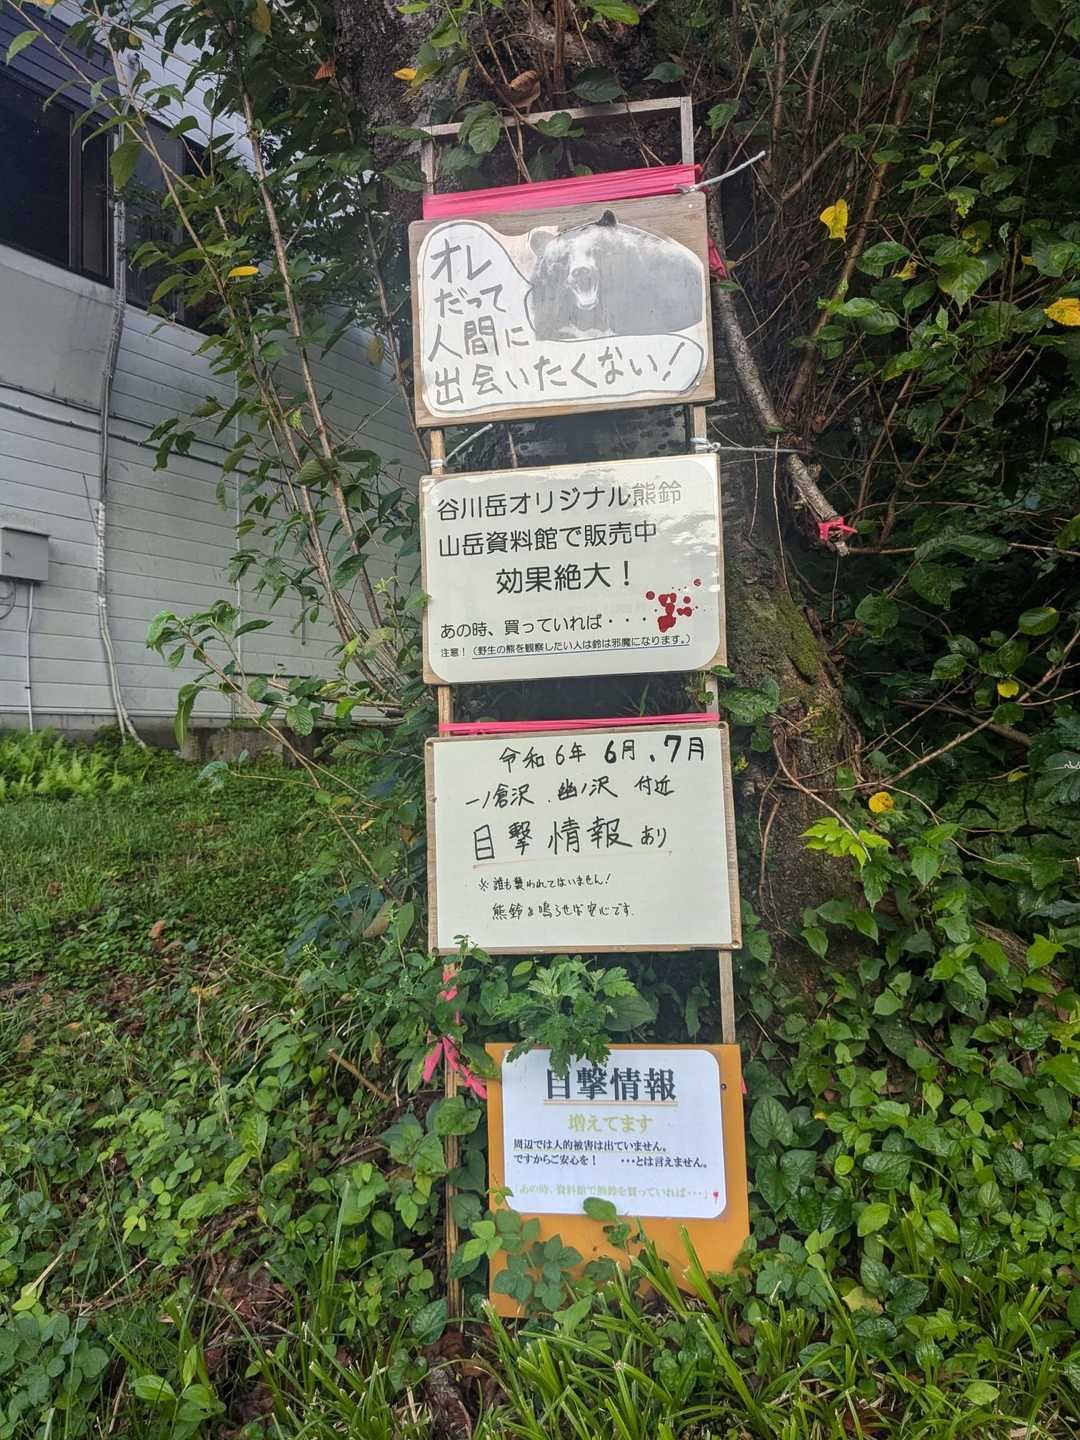 オレ
だって
人間に
出会いたくない!
谷川岳オリジナル熊鈴
山岳資料館で販売中
効果絶大！
あの時、買っていれば・・・
注意！（野生の熊を観察したい人は鈴は邪魔になります。）
令和6年 6月、7月
一ノ倉沢、幽ノ沢 付近
目撃情報あり
※誰も襲われてはいません!
熊鈴を鳴らせば安心です.
目撃情報
増えてます
周辺では人的被害は出ていません。
ですからご安心を！ ・・・とは言えません。
「あの時、資料館で熊鈴を買っていれば・・・」